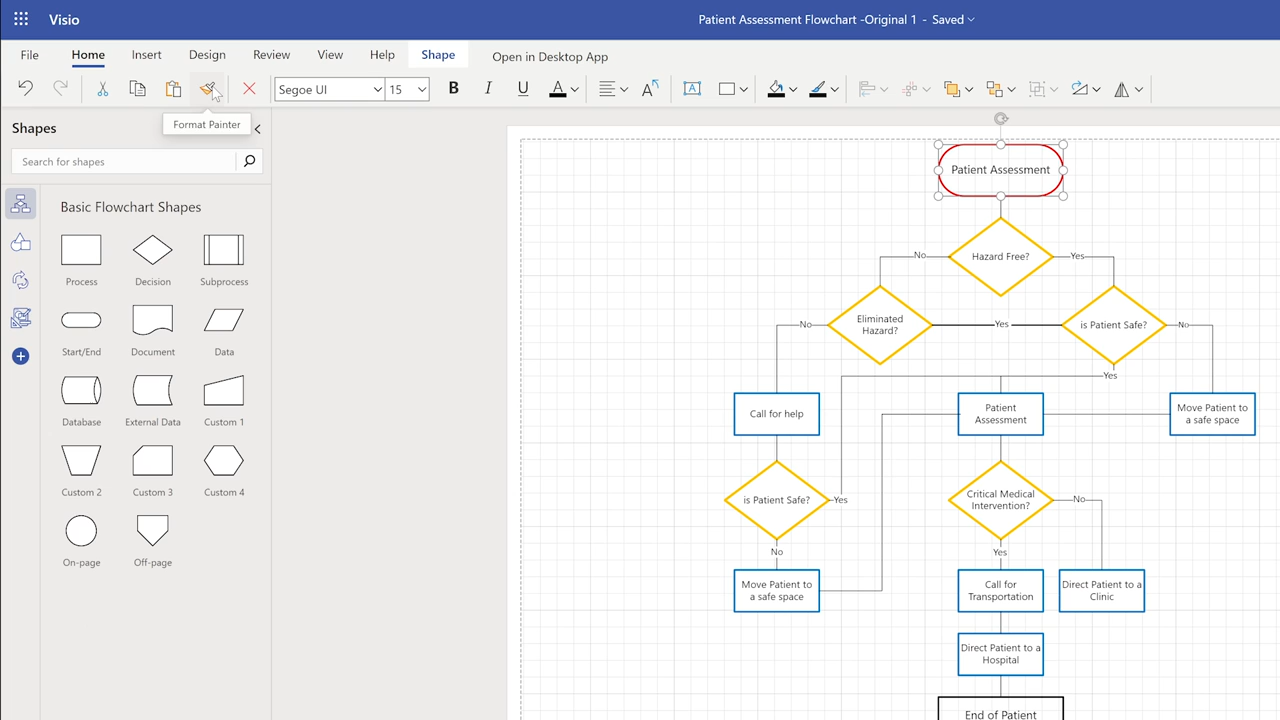 Visio
Patient Assessment Flowchart -Original 1 - Saved
File
Home
Insert
Design
Review
View
Help
Shape
Open in Desktop App
Segoe UI
15
B
I
U
A
A
A
Format Painter
Shapes
Search for shapes
Basic Flowchart Shapes
Process
Decision
Subprocess
Start/End
Document
Data
Database
External Data
Custom 1
Custom 2
Custom 3
Custom 4
On-page
Off-page
Patient Assessment
No
Hazard Free?
Yes
No
Eliminated
Hazard?
Yes
is Patient Safe?
No
Yes
Call for help
Patient
Assessment
Move Patient to
a safe space
is Patient Safe?
Yes
Critical Medical
Intervention?
No
No
Yes
Move Patient to
a safe space
Call for
Transportation
Direct Patient to a
Clinic
Direct Patient to a
Hospital
End of Patient